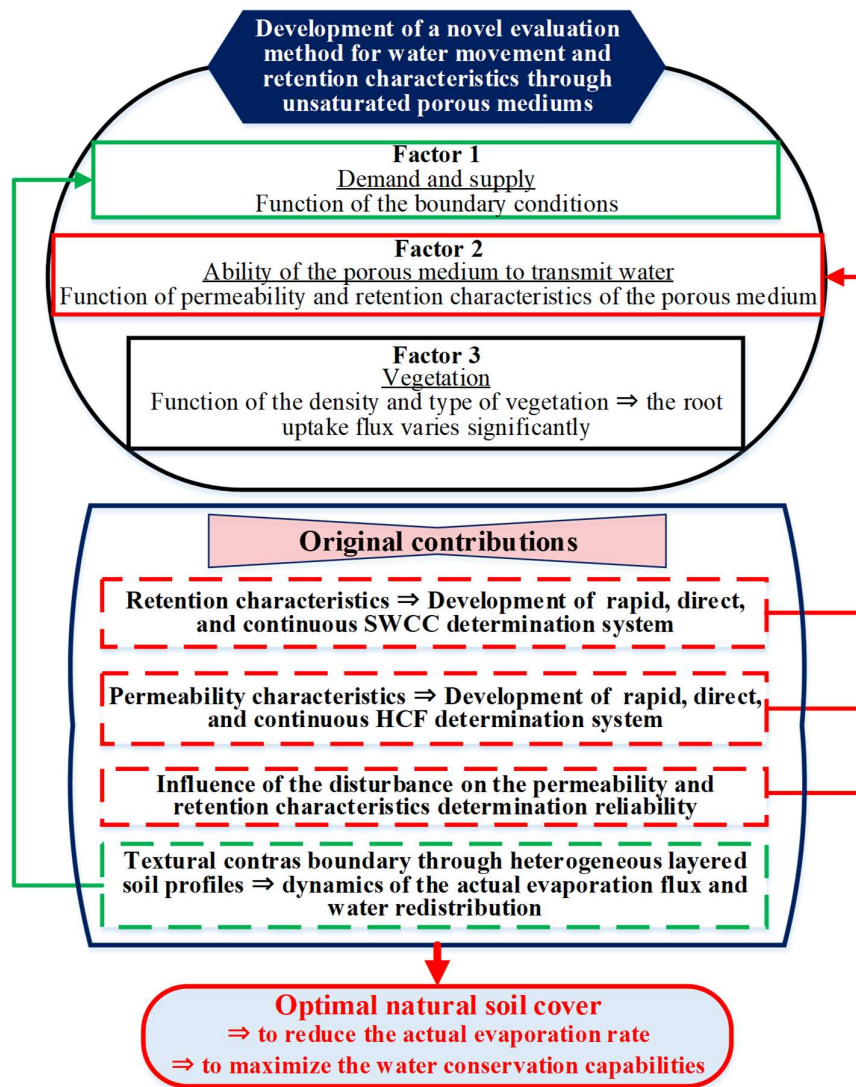 Development of a novel evaluation
method for water movement and
retention characteristics through
unsaturated porous mediums
Factor 1
Demand and supply
Function of the boundary conditions
Factor 2
Ability of the porous medium to transmit water
Function of permeability and retention characteristics of the porous medium
Factor 3
Vegetation
Function of the density and type of vegetation ⇒ the root
uptake flux varies significantly
Original contributions
Retention characteristics ⇒ Development of rapid, direct,
and continuous SWCC determination system
Permeability characteristics ⇒ Development of rapid, direct,
and continuous HCF determination system
Influence of the disturbance on the permeability and
retention characteristics determination reliability
Textural contras boundary through heterogeneous layered
soil profiles ⇒ dynamics of the actual evaporation flux and
water redistribution
Optimal natural soil cover
⇒ to reduce the actual evaporation rate
⇒ to maximize the water conservation capabilities